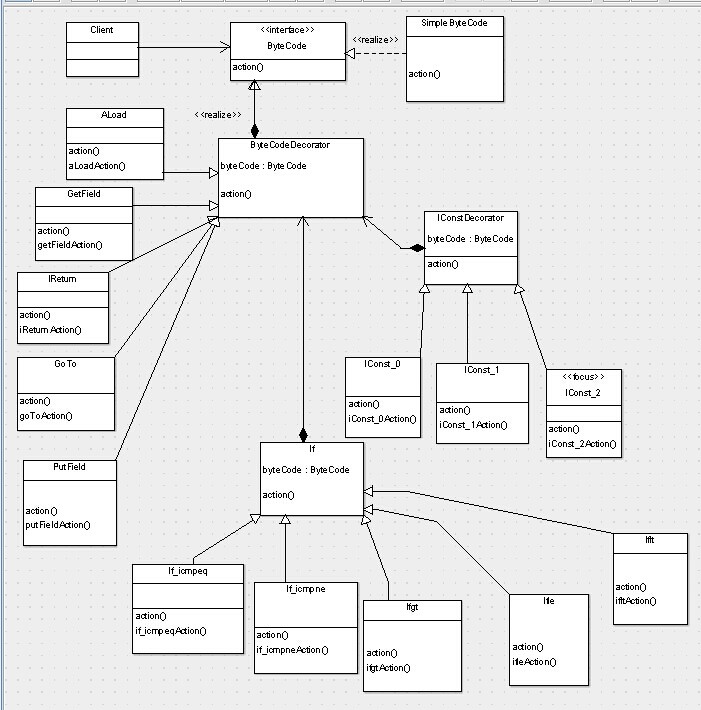 Client
<<interface>>
ByteCode
action()
<<realize>>
Simple ByteCode
action()
<<realize>>
ALoad
action()
aLoadAction()
ByteCodeDecorator
byteCode : ByteCode
action()
GetField
action()
getFieldAction()
IConstDecorator
byteCode : ByteCode
action()
IReturn
action()
iReturnAction()
GoTo
action()
goToAction()
IConst_0
action()
iConst_0Action()
IConst_1
action()
iConst_1Action()
<<focus>>
IConst_2
action()
iConst_2Action()
PutField
action()
putFieldAction()
If
byteCode : ByteCode
action()
If_icmpeq
action()
if_icmpeqAction()
If_icmpne
action()
if_icmpneAction()
Ifgt
action()
ifgtAction()
Ifle
action()
ifleAction()
Iflt
action()
ifltAction()